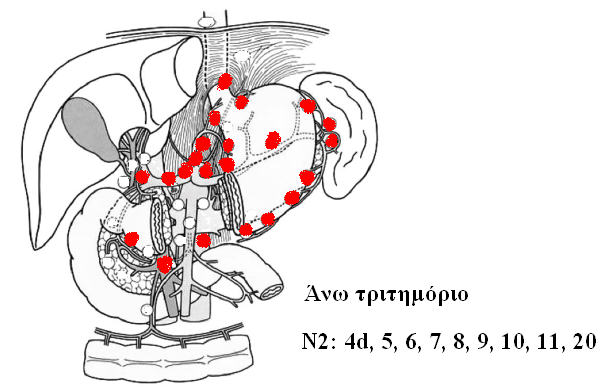 Άνω τριτημόριο
N2: 4d, 5, 6, 7, 8, 9, 10, 11, 20